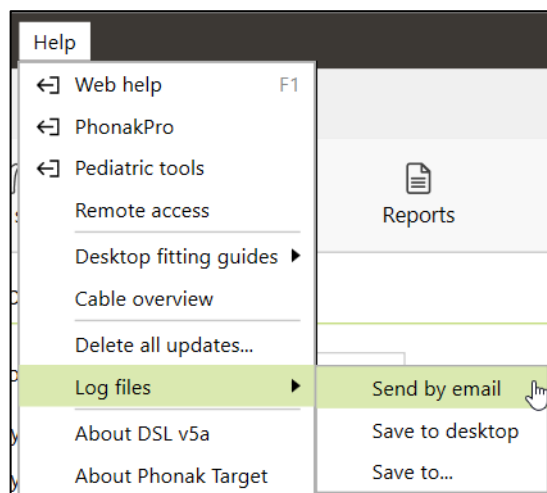 Help
Web help F1
PhonakPro
Pediatric tools
Remote access
Reports
Desktop fitting guides
Cable overview
Delete all updates...
Log files
Send by email
About DSL v5a
Save to desktop
About Phonak Target
Save to...